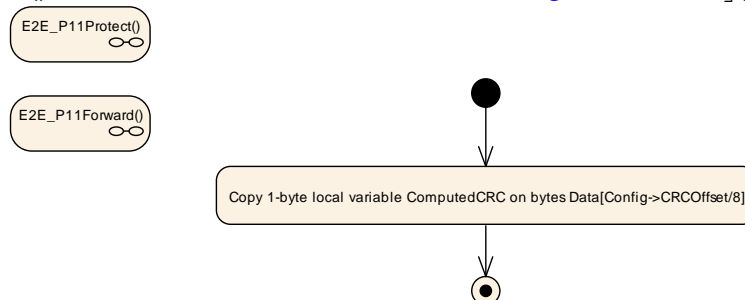 E2E_P11Protect()
E2E_P11Forward()
Copy 1-byte local variable ComputedCRC on bytes Data[Config->CRCOffset/8]